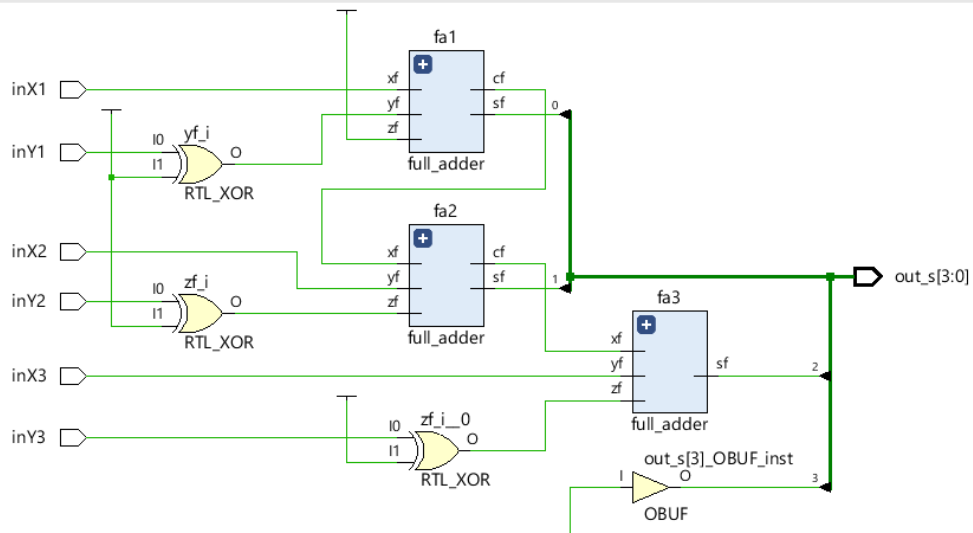 fa1
inX1
xf
cf
yf
sf
0
zf
full_adder
inY1
I0
yf_i
O
I1
RTL_XOR
fa2
inX2
xf
cf
yf
sf
1
zf
full_adder
inY2
I0
zf_i
O
I1
RTL_XOR
out_s[3:0]
fa3
xf
yf
sf
2
zf
full_adder
inX3
inY3
I0
zf_i__0
O
I1
RTL_XOR
out_s[3]_OBUF_inst
I
O
3
OBUF